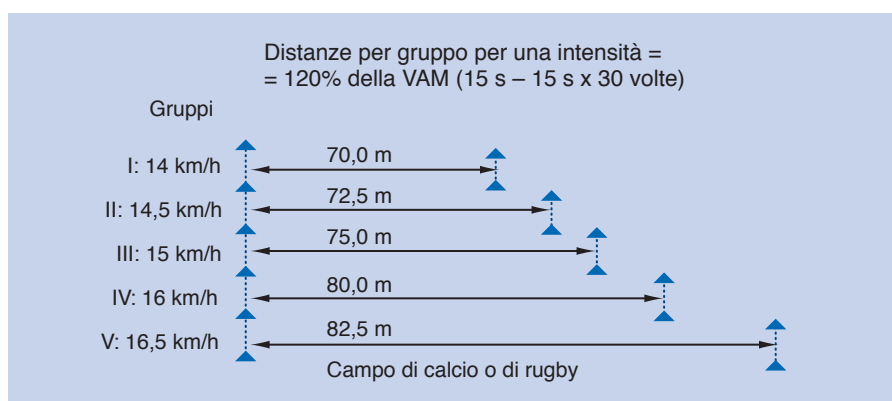 Distanze per gruppo per una intensità =
= 120% della VAM (15 s – 15 s x 30 volte)
Gruppi
I: 14 km/h
70,0 m
II: 14,5 km/h
72,5 m
III: 15 km/h
75,0 m
IV: 16 km/h
80,0 m
V: 16,5 km/h
82,5 m
Campo di calcio o di rugby